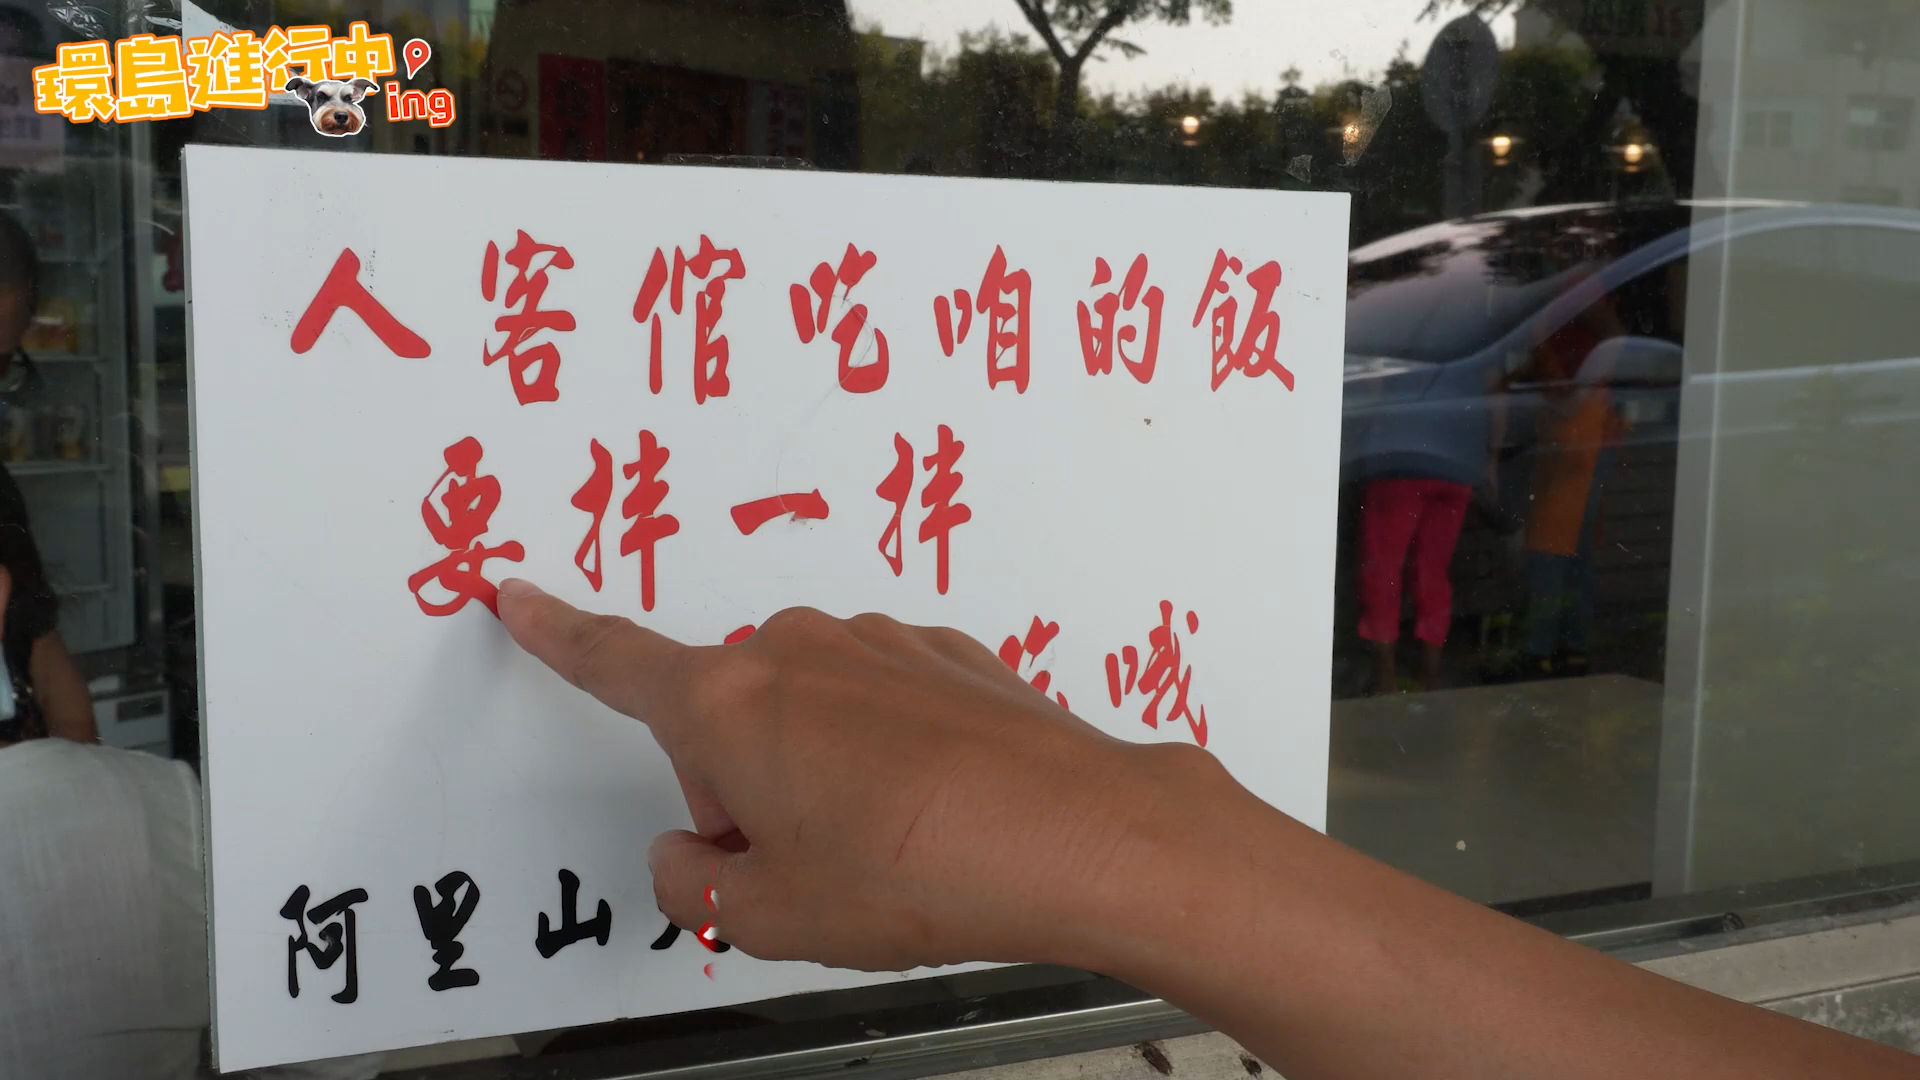 環島進行中ing
人客倌吃咱的飯
要拌一拌
吃哦
阿里山